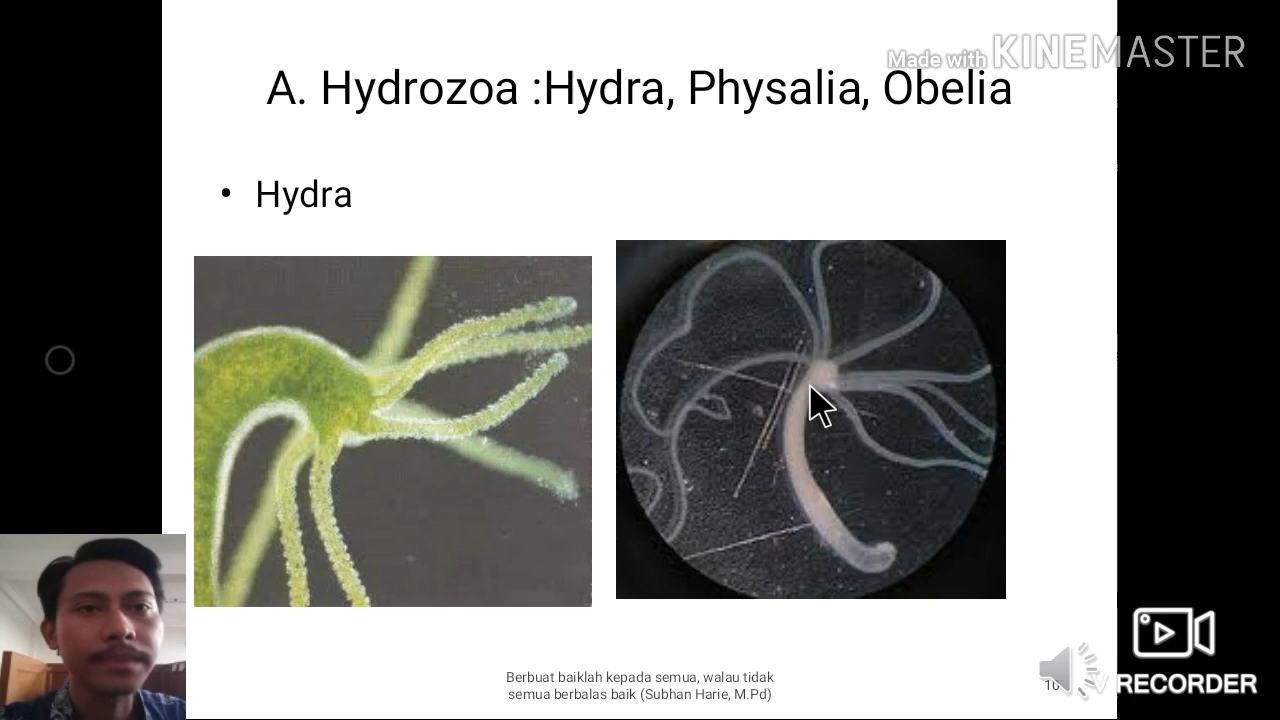 Made with KINEMASTER
A. Hydrozoa :Hydra, Physalia, Obelia
• Hydra
Berbuat baiklah kepada semua, walau tidak
semua berbalas baik (Subhan Harie, M.Pd)
RECORDER